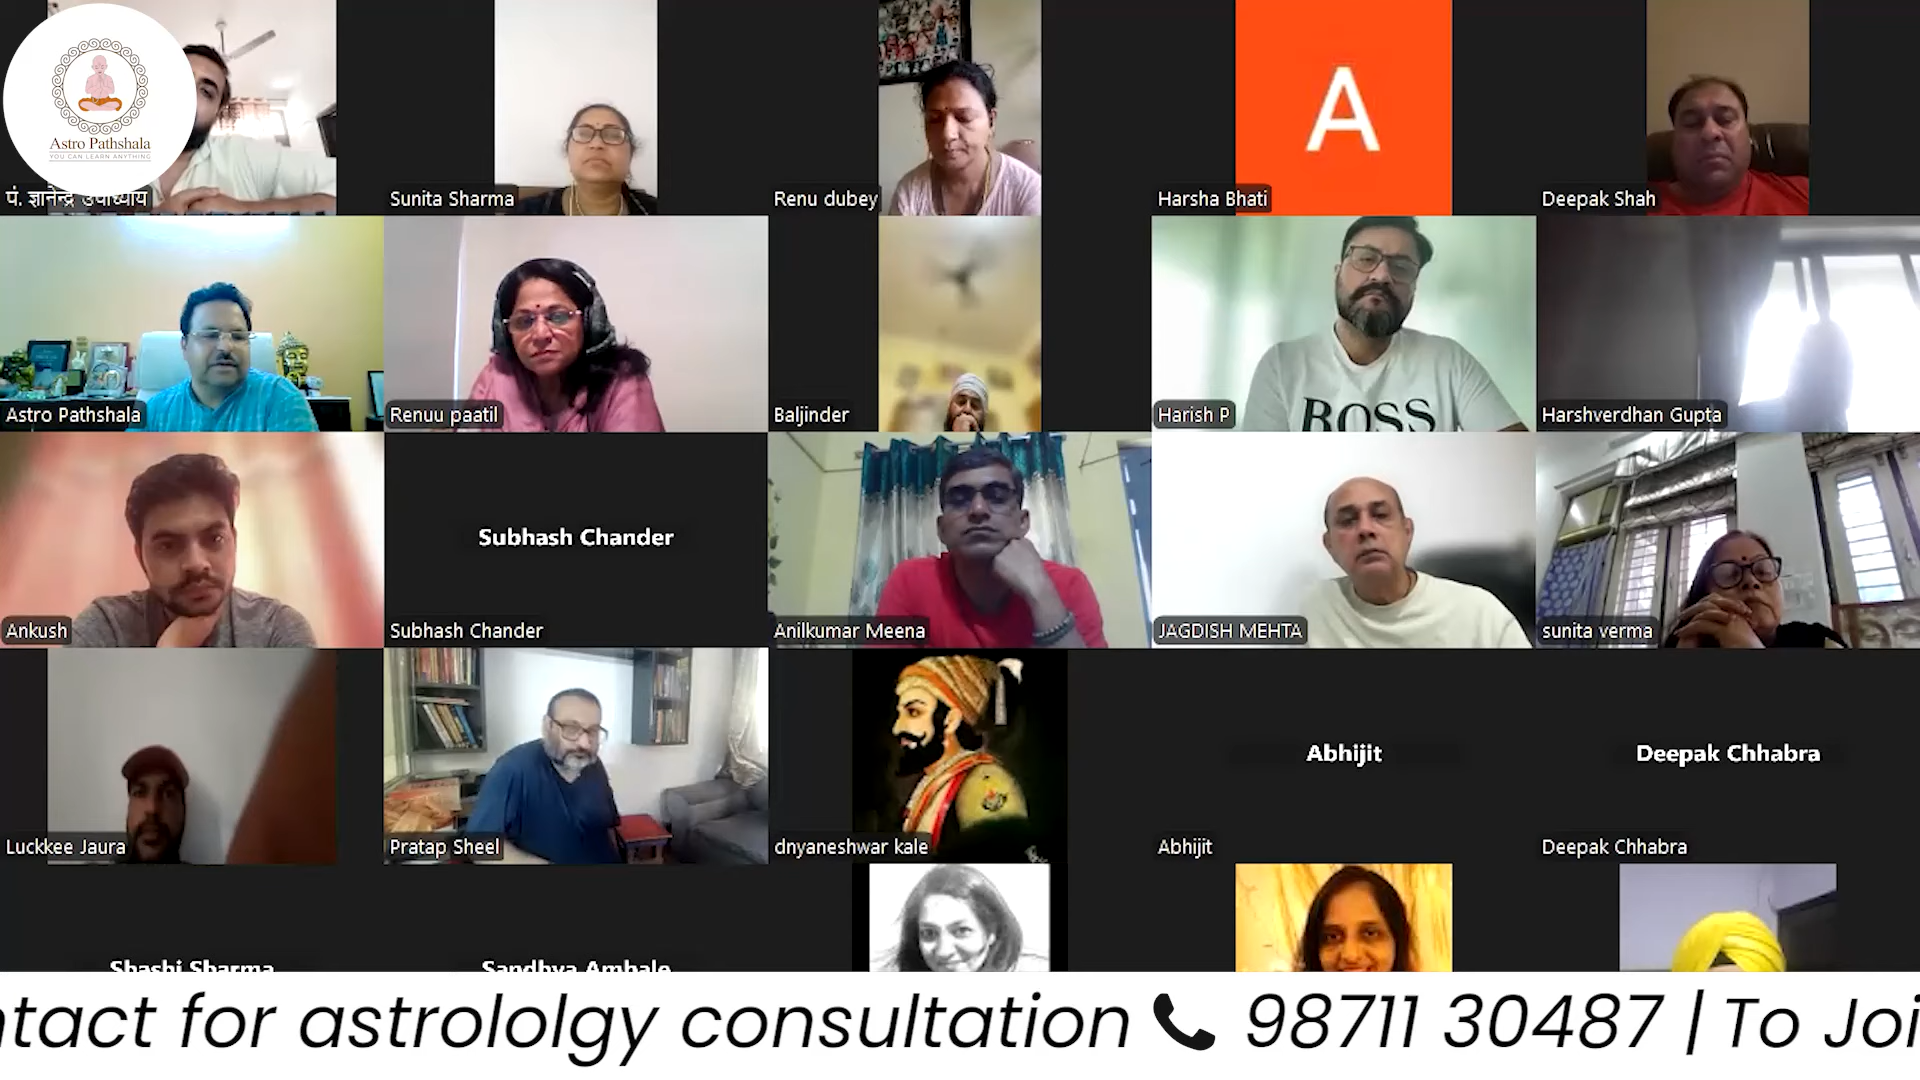 Astro Pathshala
YOU CAN LEARN ANYTHING
पं. ज्ञानेन्द्र उपाध्याय
Sunita Sharma
Renu dubey
A
Harsha Bhati
Deepak Shah
Astro Pathshala
Renuu paatil
Baljinder
BOSS
Harish P
Harshverdhan Gupta
Ankush
Subhash Chander
Subhash Chander
Anilkumar Meena
JAGDISH MEHTA
sunita verma
Luckkee Jaura
Pratap Sheel
dnyaneshwar kale
Abhijit
Abhijit
Deepak Chhabra
Deepak Chhabra
Shashi Sharma
Sandhya Ambale
ntact for astrololgy consultation 98711 30487 | To Joi